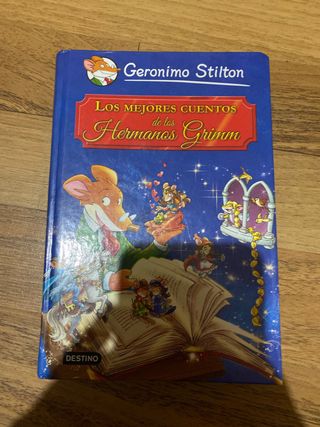 Geronimo Stilton
LOS MEJORES CUENTOS
de los
Hermanos Grimm
DESTINO